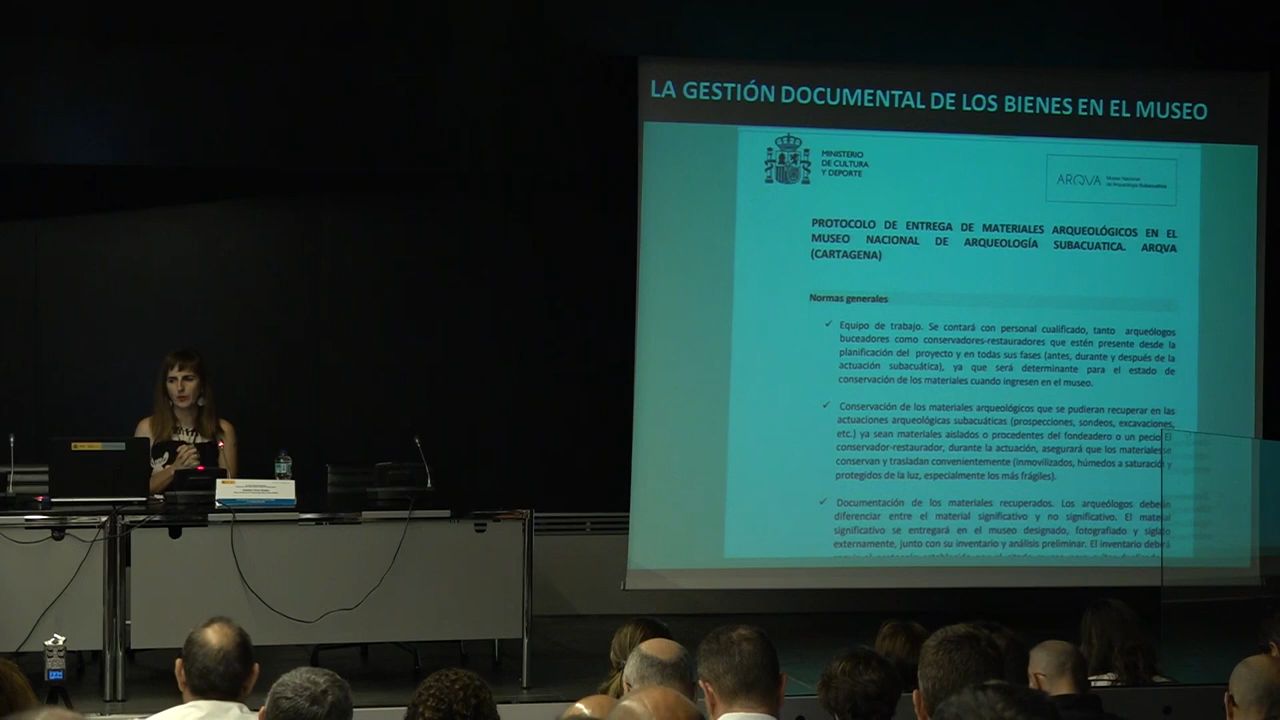 LA GESTIÓN DOCUMENTAL DE LOS BIENES EN EL MUSEO
MINISTERIO
DE CULTURA
Y DEPORTE
ARQVA
Museo Nacional
de Arqueología Subacuática
PROTOCOLO DE ENTREGA DE MATERIALES ARQUEOLÓGICOS EN EL
MUSEO NACIONAL DE ARQUEOLOGÍA SUBACUATICA. ARQVA
(CARTAGENA)
Normas generales
✓ Equipo de trabajo. Se contará con personal cualificado, tanto arqueólogos
buceadores como conservadores-restauradores que estén presente desde la
planificación del proyecto y en todas sus fases (antes, durante y después de la
actuación subacuática), ya que será determinante para el estado de
conservación de los materiales cuando ingresen en el museo.
✓ Conservación de los materiales arqueológicos que se pudieran recuperar en las
actuaciones arqueológicas subacuáticas (prospecciones, sondeos, excavaciones,
etc.) ya sean materiales aislados o procedentes del fondeadero o un pecio. El
conservador-restaurador, durante la actuación, asegurará que los materiales se
conservan y trasladan convenientemente (inmovilizados, húmedos a saturación y
protegidos de la luz, especialmente los más frágiles).
✓ Documentación de los materiales recuperados. Los arqueólogos deberán
diferenciar entre el material significativo y no significativo. El material
significativo se entregará en el museo designado, fotografiado y siglado
externamente, junto con su inventario y análisis preliminar. El inventario deberá